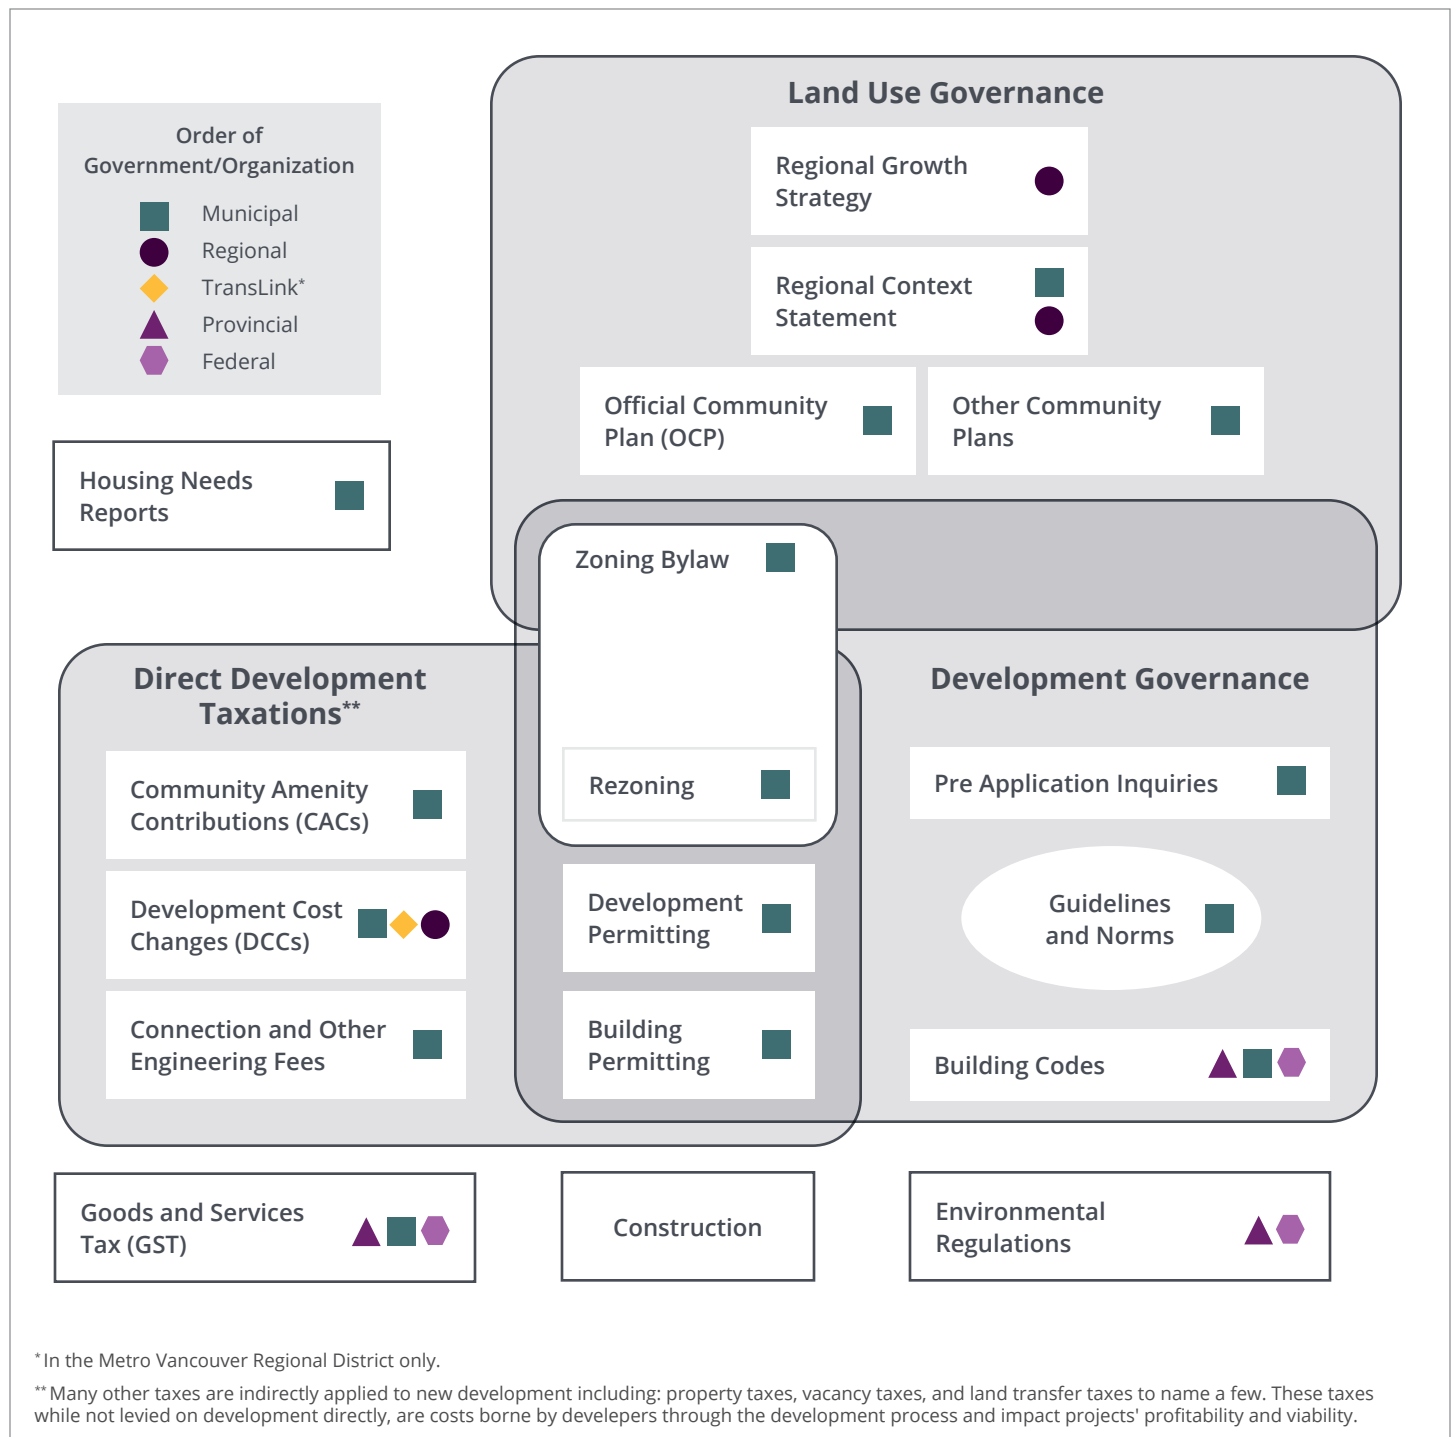 Land Use Governance
Order of
Government/Organization
Municipal
Regional
TransLink*
Provincial
Federal
Regional Growth
Strategy
Regional Context
Statement
Official Community
Plan (OCP)
Other Community
Plans
Housing Needs
Reports
Zoning Bylaw
Rezoning
Direct Development
Taxations**
Community Amenity
Contributions (CACs)
Development Cost
Changes (DCCs)
Connection and Other
Engineering Fees
Development
Permitting
Building
Permitting
Development Governance
Pre Application Inquiries
Guidelines
and Norms
Building Codes
Goods and Services
Tax (GST)
Construction
Environmental
Regulations
* In the Metro Vancouver Regional District only.
** Many other taxes are indirectly applied to new development including: property taxes, vacancy taxes, and land transfer taxes to name a few. These taxes
while not levied on development directly, are costs borne by develepers through the development process and impact projects' profitability and viability.